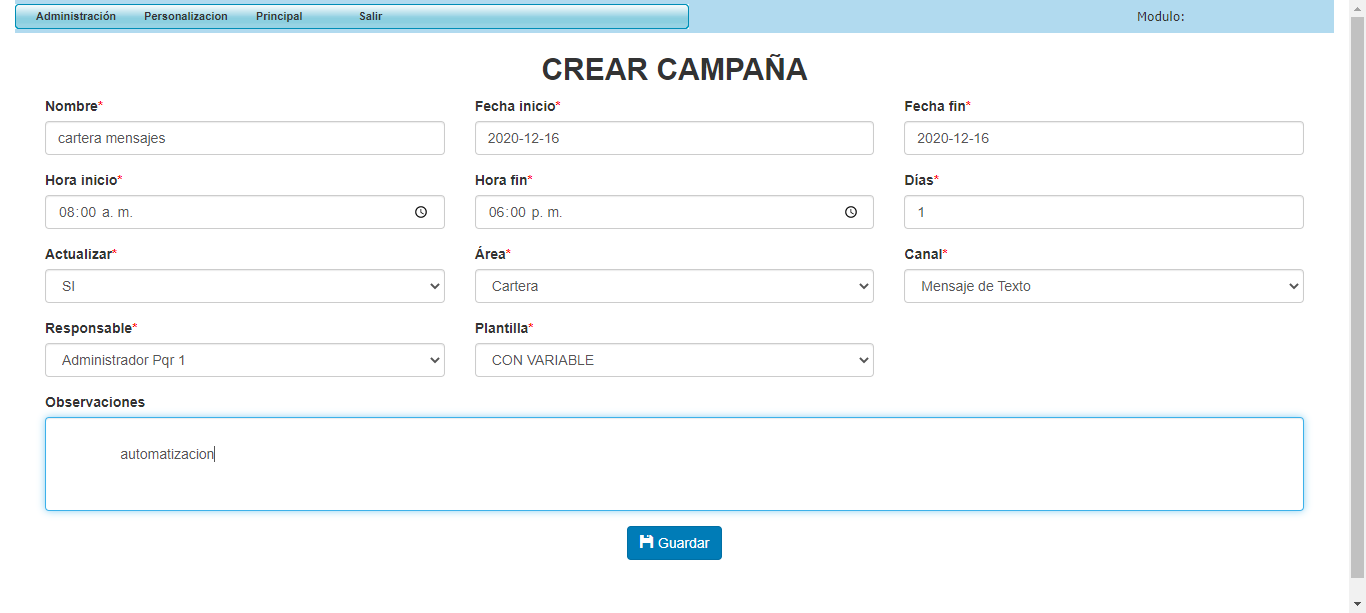 Administración Personalizacion Principal Salir Modulo:
CREAR CAMPAÑA
Nombre* Fecha inicio* Fecha fin*
cartera mensajes 2020-12-16 2020-12-16
Hora inicio* Hora fin* Días*
08:00 a. m. 06:00 p. m. 1
Actualizar* Área* Canal*
SI Cartera Mensaje de Texto
Responsable* Plantilla*
Administrador Pqr 1 CON VARIABLE
Observaciones
automatizacion
Guardar